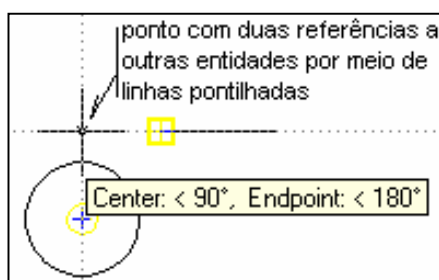 ponto com duas referências a
outras entidades por meio de
linhas pontilhadas
Center: < 90°, Endpoint: < 180°